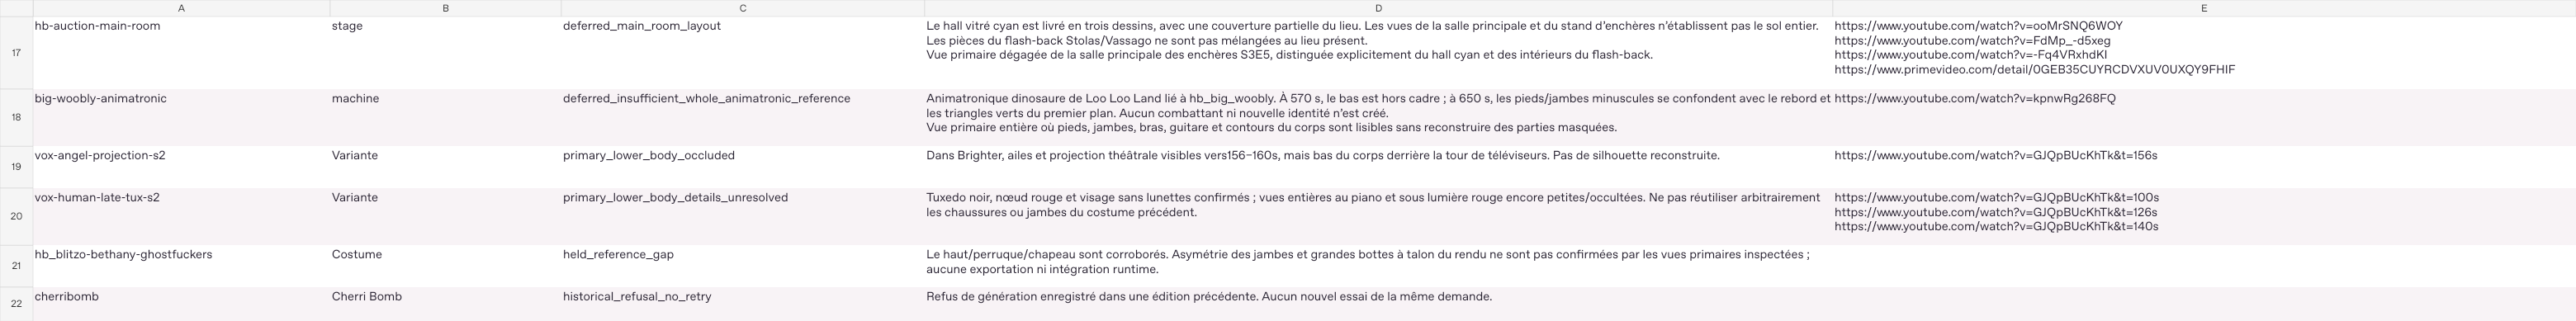 A B C D E
17 hb-auction-main-room stage deferred_main_room_layout Le hall vitré cyan est livré en trois dessins, avec une couverture partielle du lieu. Les vues de la salle principale et du stand d'enchères n'établissent pas le sol entier.
Les pièces du flash-back Stolas/Vassago ne sont pas mélangées au lieu présent.
Vue primaire dégagée de la salle principale des enchères S3E5, distinguée explicitement du hall cyan et des intérieurs du flash-back.
https://www.youtube.com/watch?v=ooMrSNQ6WOY
https://www.youtube.com/watch?v=FdMp_-d5xeg
https://www.youtube.com/watch?v=-Fq4VRxhdKI
https://www.primevideo.com/detail/0GEB35CUYRCDVXUV0UXQY9FHIF
18 big-woobly-animatronic machine deferred_insufficient_whole_animatronic_reference Animatronique dinosaure de Loo Loo Land lié à hb_big_woobly. À 570 s, le bas est hors cadre ; à 650 s, les pieds/jambes minuscules se confondent avec le rebord et
les triangles verts du premier plan. Aucun combattant ni nouvelle identité n'est créé.
Vue primaire entière où pieds, jambes, bras, guitare et contours du corps sont lisibles sans reconstruire des parties masquées.
https://www.youtube.com/watch?v=kpnwRg268FQ
19 vox-angel-projection-s2 Variante primary_lower_body_occluded Dans Brighter, ailes et projection théâtrale visibles vers156–160s, mais bas du corps derrière la tour de téléviseurs. Pas de silhouette reconstruite. https://www.youtube.com/watch?v=GJQpBUcKhTk&t=156s
20 vox-human-late-tux-s2 Variante primary_lower_body_details_unresolved Tuxedo noir, nœud rouge et visage sans lunettes confirmés ; vues entières au piano et sous lumière rouge encore petites/occultées. Ne pas réutiliser arbitrairement
les chaussures ou jambes du costume précédent.
https://www.youtube.com/watch?v=GJQpBUcKhTk&t=100s
https://www.youtube.com/watch?v=GJQpBUcKhTk&t=126s
https://www.youtube.com/watch?v=GJQpBUcKhTk&t=140s
21 hb_blitzo-bethany-ghostfuckers Costume held_reference_gap Le haut/perruque/chapeau sont corroborés. Asymétrie des jambes et grandes bottes à talon du rendu ne sont pas confirmées par les vues primaires inspectées ;
aucune exportation ni intégration runtime.
22 cherribomb Cherri Bomb historical_refusal_no_retry Refus de génération enregistré dans une édition précédente. Aucun nouvel essai de la même demande.